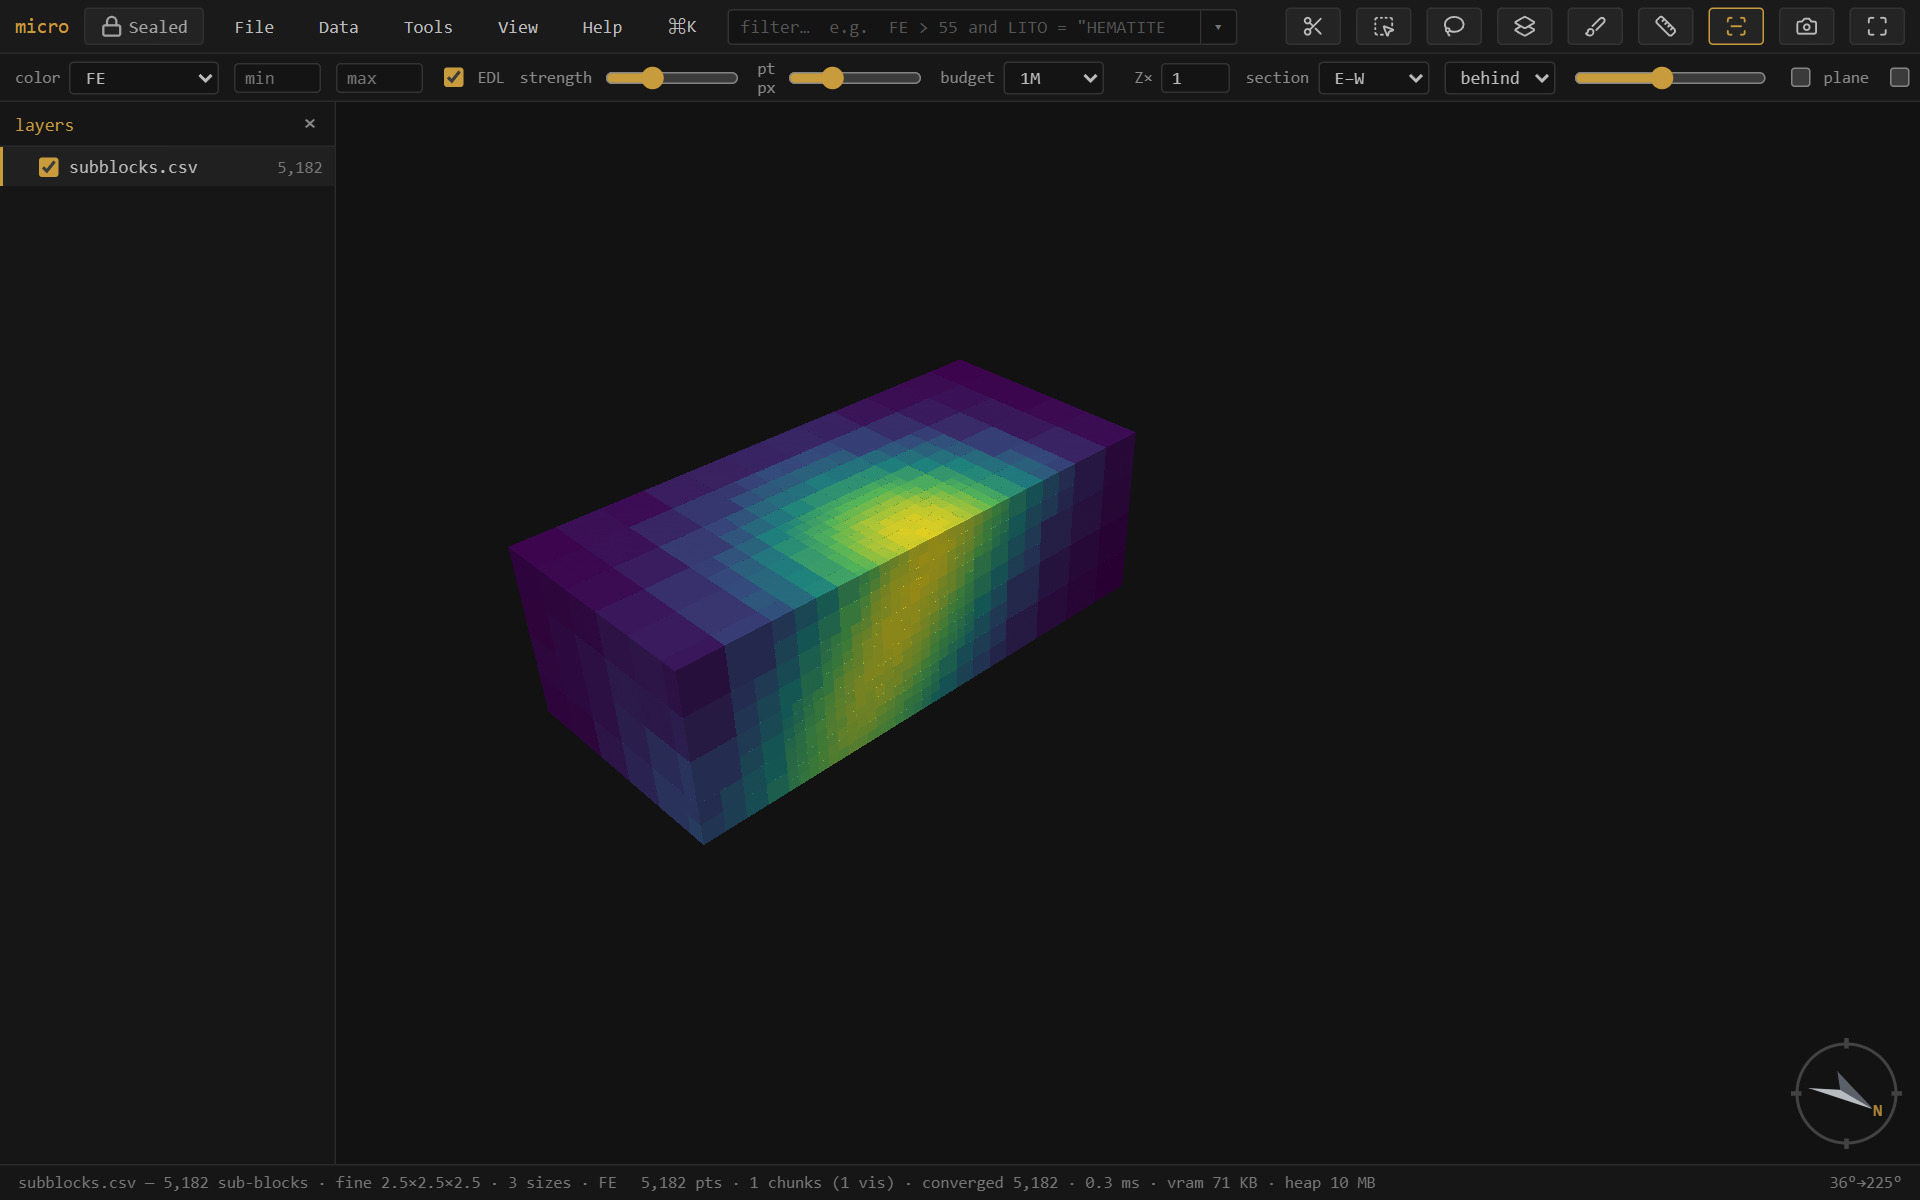 micro Sealed File Data Tools View Help ⌘K filter… e.g. FE > 55 and LITO = "HEMATITE
color FE min max EDL strength pt px budget 1M Z× 1 section E–W behind plane
layers ×
subblocks.csv 5,182
N
subblocks.csv — 5,182 sub-blocks · fine 2.5×2.5×2.5 · 3 sizes · FE 5,182 pts · 1 chunks (1 vis) · converged 5,182 · 0.3 ms · vram 71 KB · heap 10 MB 36°→225°